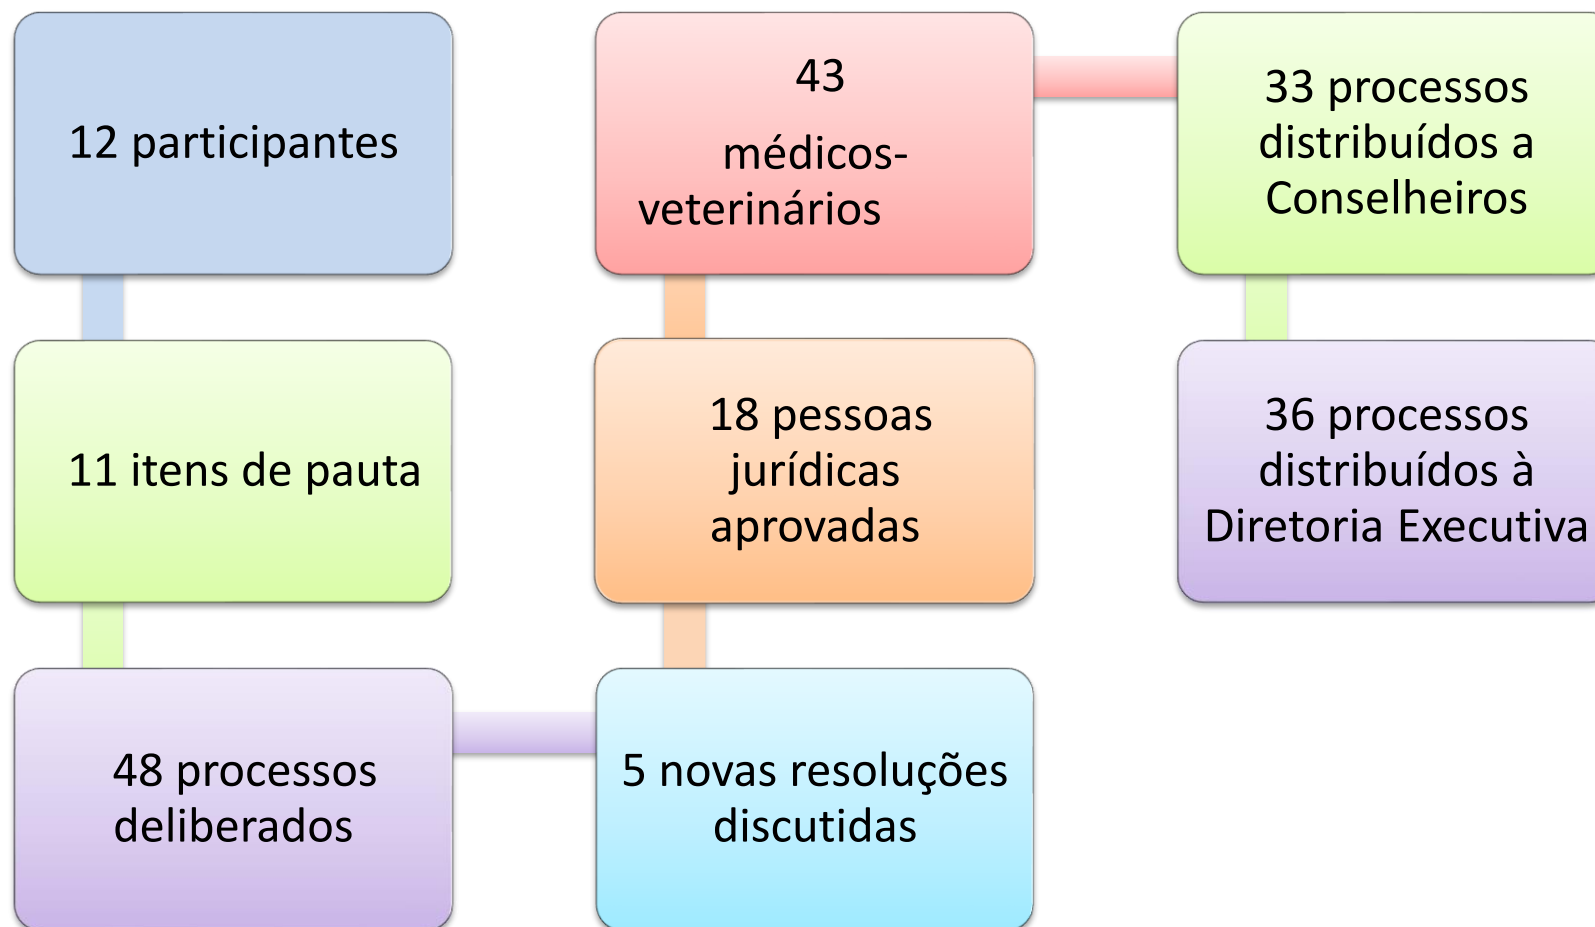 12 participantes
11 itens de pauta
48 processos
deliberados
5 novas resoluções
discutidas
18 pessoas
jurídicas
aprovadas
43
médicos-
veterinários
33 processos
distribuídos a
Conselheiros
36 processos
distribuídos à
Diretoria Executiva